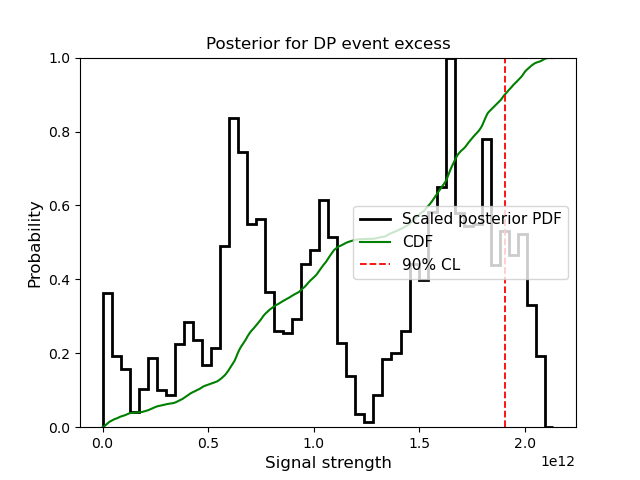 Posterior for DP event excess
1.0
0.8
0.6
0.4
0.2
0.0
Probability
Scaled posterior PDF
CDF
90% CL
0.0
0.5
1.0
1.5
2.0
1e12
Signal strength